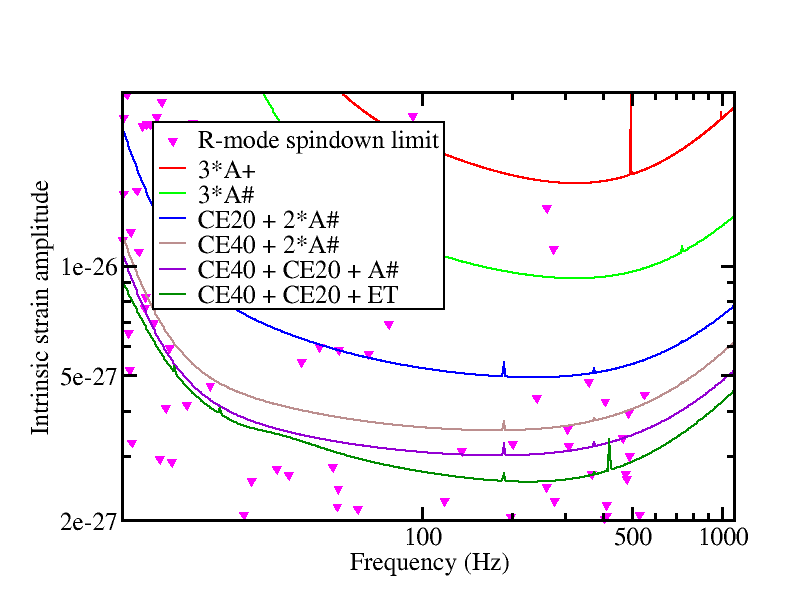 R-mode spindown limit
3*A+
3*A#
CE20 + 2*A#
CE40 + 2*A#
CE40 + CE20 + A#
CE40 + CE20 + ET
Intrinsic strain amplitude
1e-26
5e-27
2e-27
100
500
1000
Frequency (Hz)